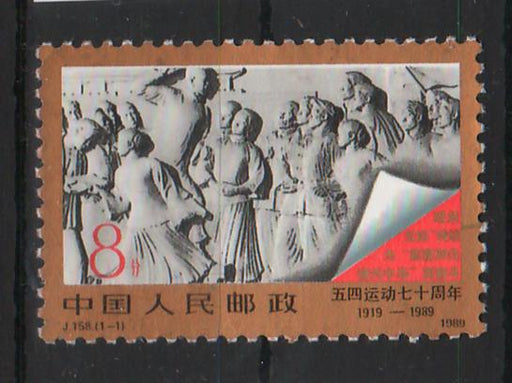 8分
中国人民邮政
五四运动七十周年
1919 — 1989
J.158.(1-1)
1989